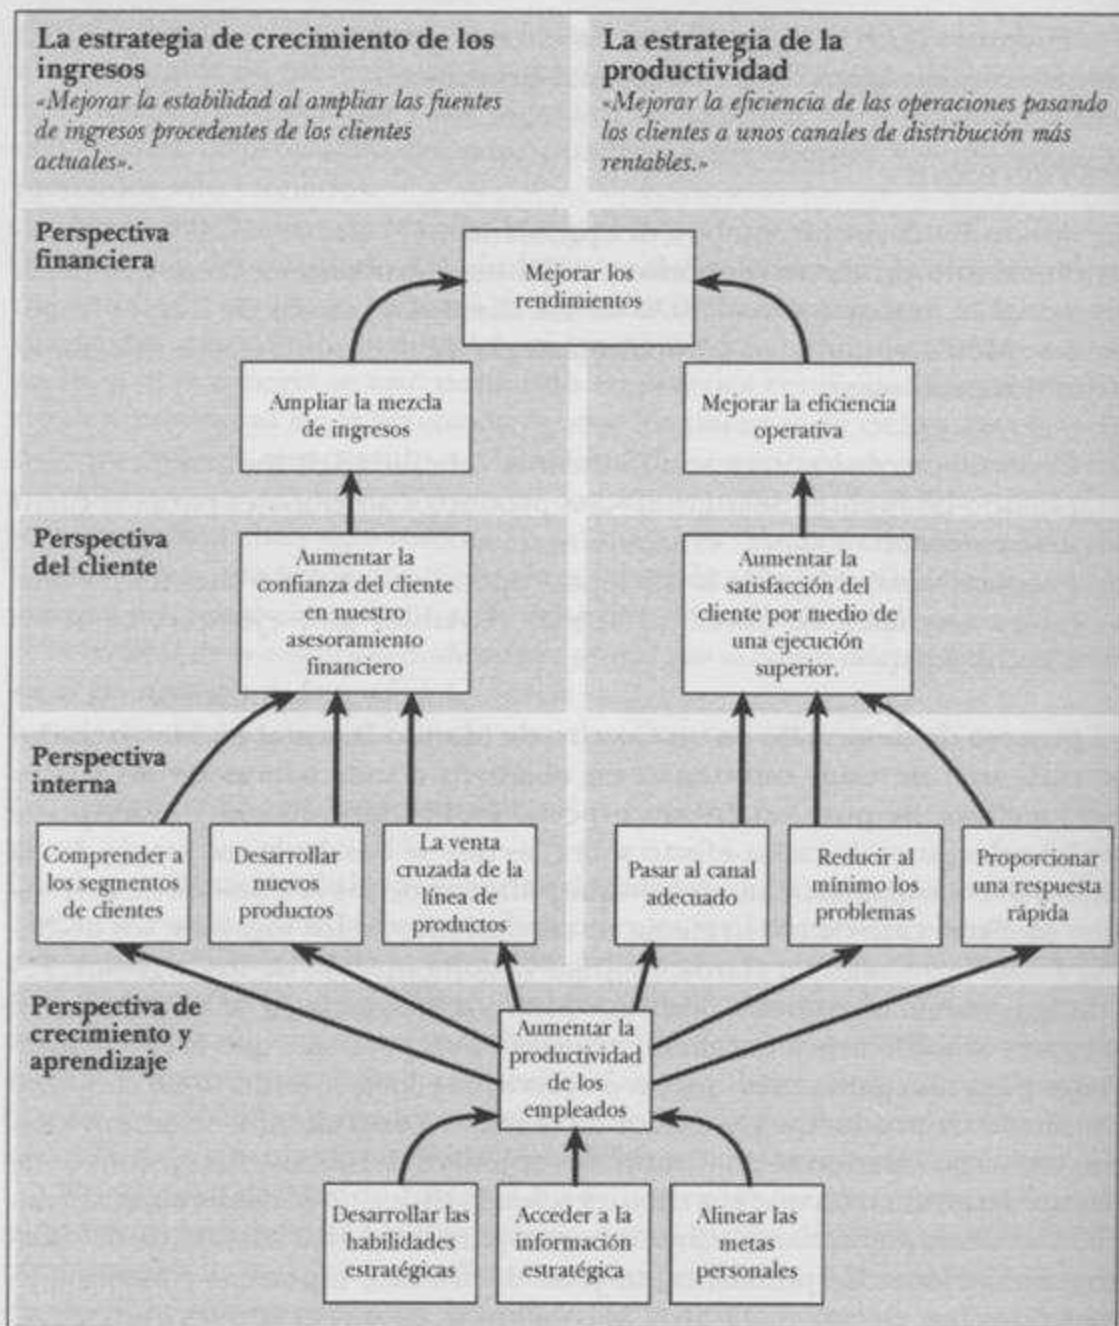 La estrategia de crecimiento de los
ingresos
«Mejorar la estabilidad al ampliar las fuentes
de ingresos procedentes de los clientes
actuales».
La estrategia de la
productividad
«Mejorar la eficiencia de las operaciones pasando
los clientes a unos canales de distribución más
rentables.»
Perspectiva
financiera
Mejorar los
rendimientos
Ampliar la mezcla
de ingresos
Mejorar la eficiencia
operativa
Perspectiva
del cliente
Aumentar la
confianza del cliente
en nuestro
asesoramiento
financiero
Aumentar la
satisfacción del
cliente por medio de
una ejecución
superior.
Perspectiva
interna
Comprender a
los segmentos
de clientes
Desarrollar
nuevos
productos
La venta
cruzada de la
línea de
productos
Pasar al canal
adecuado
Reducir al
mínimo los
problemas
Proporcionar
una respuesta
rápida
Perspectiva de
crecimiento y
aprendizaje
Aumentar la
productividad
de los
empleados
Desarrollar las
habilidades
estratégicas
Acceder a la
información
estratégica
Alinear las
metas
personales